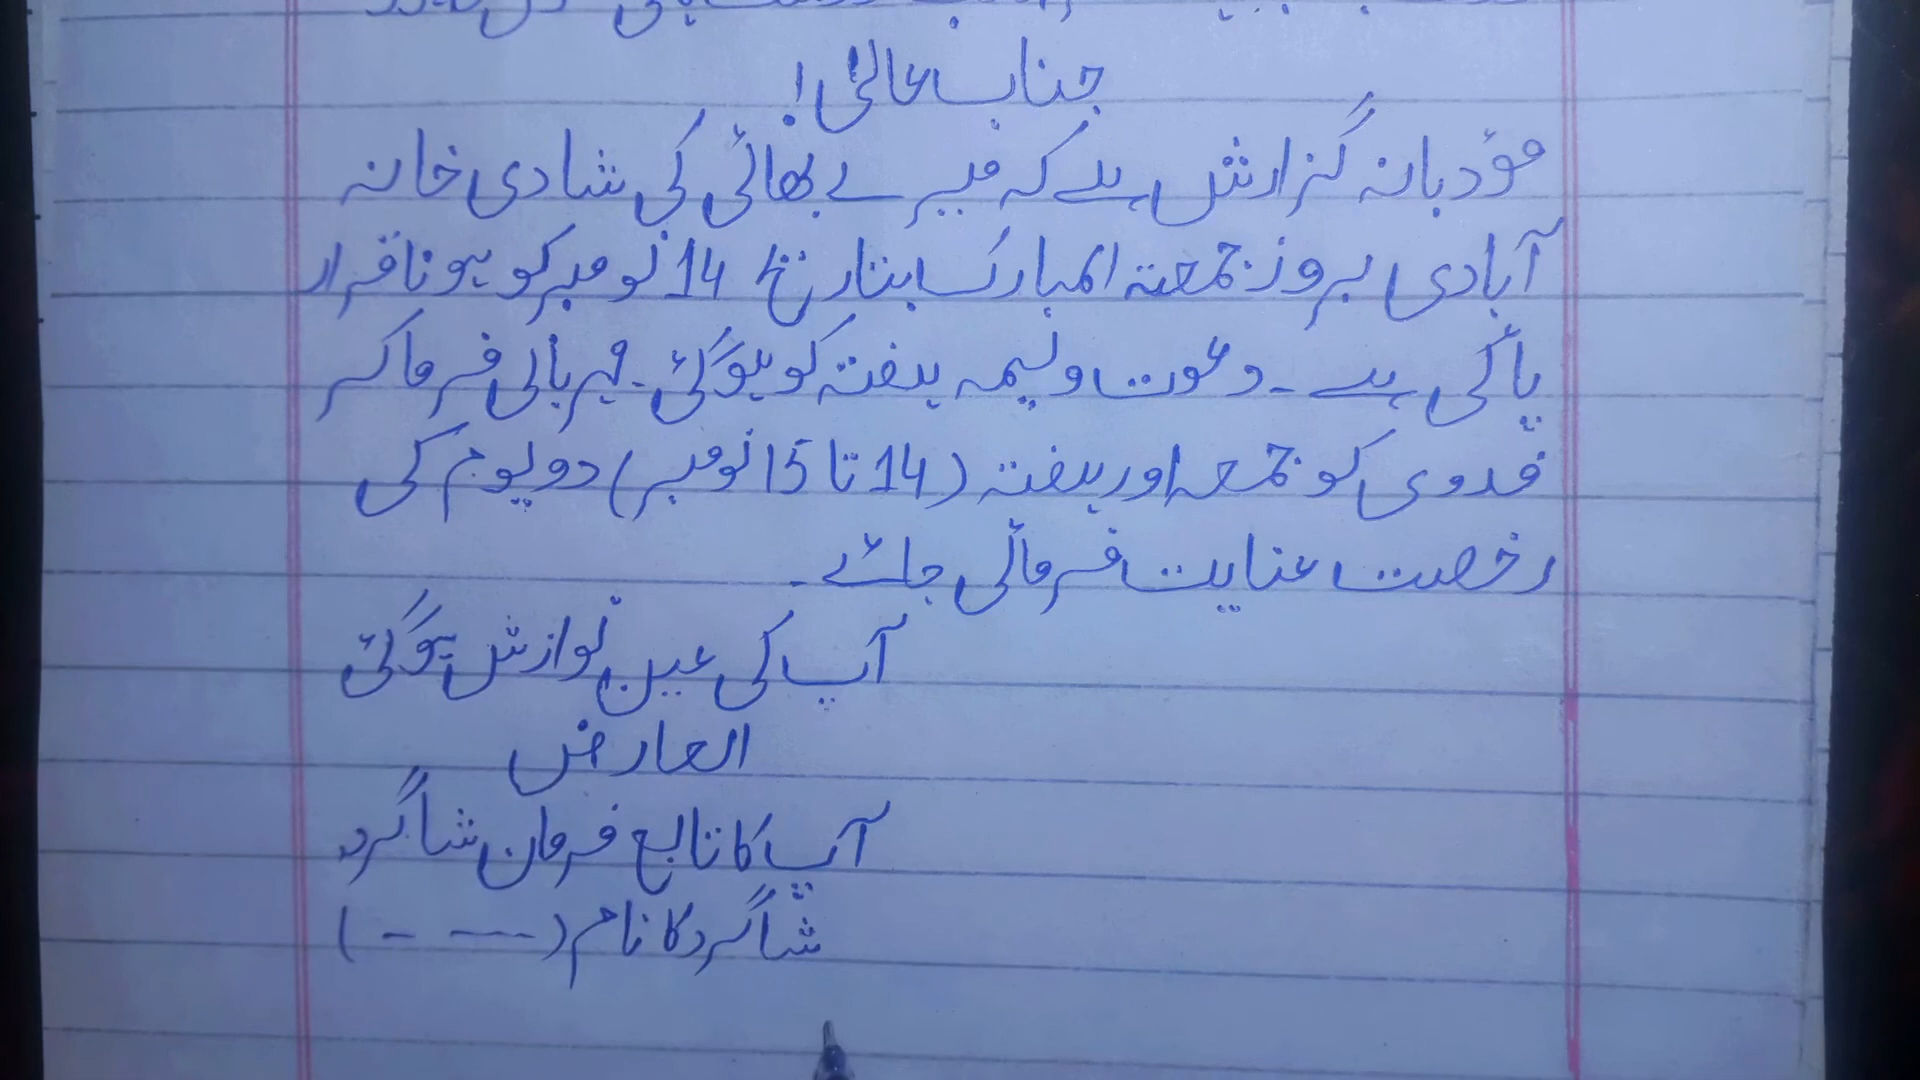 جناب عالی!
مؤدبانہ گزارش ہے کہ میرے بھائی کی شادی خانہ
آبادی بروز جمعتہ المبارک بتاریخ 14 نومبر کو ہونا قرار
پائی ہے۔ دعوت ولیمہ ہفتہ کو ہوگئی۔ مہربانی فرما کر
فدوی کو جمعہ اور ہفتہ (14 تا 15 نومبر) دو یوم کی
رخصت عنایت فرمائی جائے۔
آپ کی عین نوازش ہوگئی
العارض
آپ کا تابع فرمان شاگرد
شاگرد کا نام (--- -)